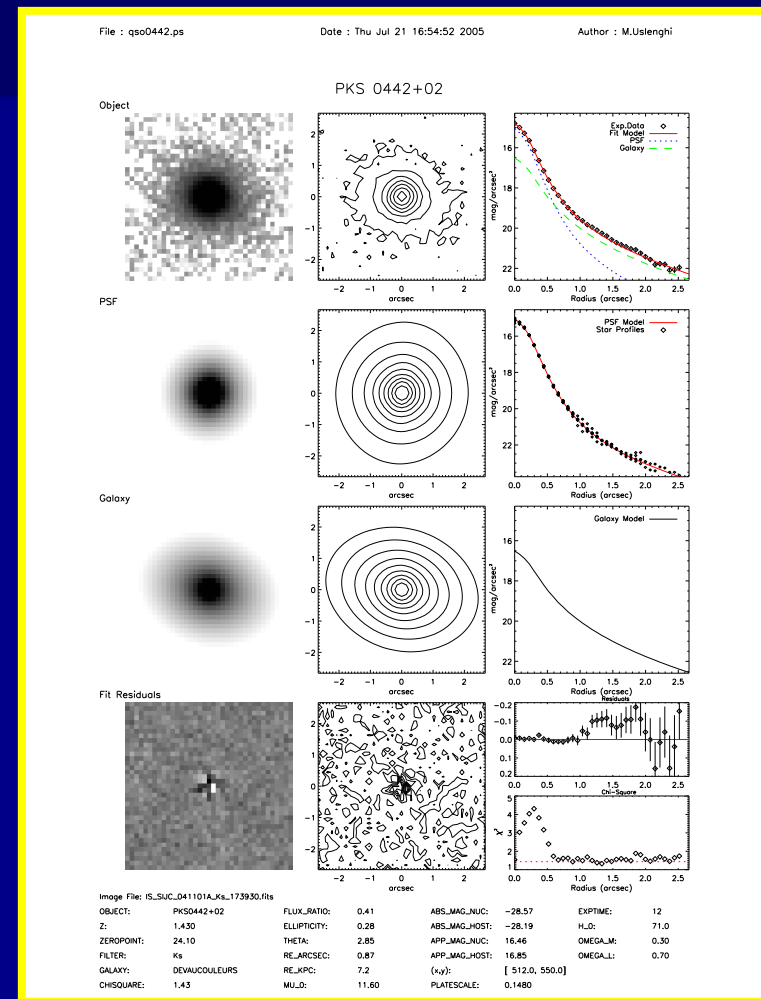 File : qso0442.ps Date : Thu Jul 21 16:54:52 2005 Author : M.Uslenghi
PKS 0442+02
Object
2
1
0
-1
-2
-2 -1 0 1 2
arcsec
mag/arcsec²
16
18
20
22
Exp.Data
Fit Model
PSF
Galaxy
0.0 0.5 1.0 1.5 2.0 2.5
Radius (arcsec)
PSF
2
1
0
-1
-2
-2 -1 0 1 2
arcsec
mag/arcsec²
16
18
20
22
PSF Model
Star Profiles
0.0 0.5 1.0 1.5 2.0 2.5
Radius (arcsec)
Galaxy
2
1
0
-1
-2
-2 -1 0 1 2
arcsec
mag/arcsec²
16
18
20
22
Galaxy Model
0.0 0.5 1.0 1.5 2.0 2.5
Radius (arcsec)
Fit Residuals
2
1
0
-1
-2
-2 -1 0 1 2
arcsec
Residuals
-0.2
-0.1
0.0
0.1
0.2
Chi-Square
χ²
5
4
3
2
1
0.0 0.5 1.0 1.5 2.0 2.5
Radius (arcsec)
Image File: IS_SIJC_041101A_Ks_173930.fits
OBJECT: PKS0442+02 FLUX_RATIO: 0.41 ABS_MAG_NUC: -28.57 EXPTIME: 12
Z: 1.430 ELLIPTICITY: 0.28 ABS_MAG_HOST: -28.19 H_0: 71.0
ZEROPOINT: 24.10 THETA: 2.85 APP_MAG_NUC: 16.46 OMEGA_M: 0.30
FILTER: Ks RE_ARCSEC: 0.87 APP_MAG_HOST: 16.85 OMEGA_L: 0.70
GALAXY: DEVAUCOULEURS RE_KPC: 7.2 (x,y): [ 512.0, 550.0]
CHISQUARE: 1.43 MU_0: 11.60 PLATESCALE: 0.1480